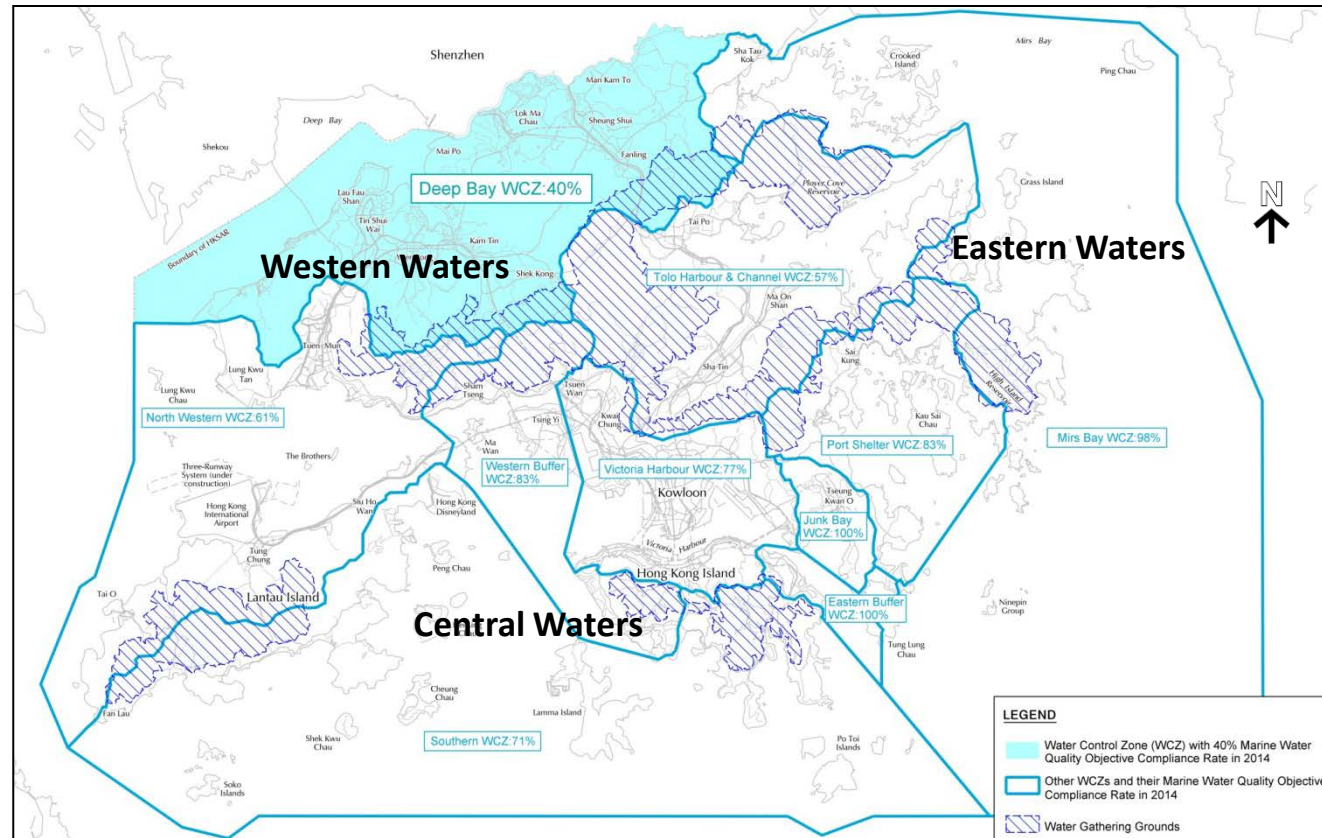 Shenzhen
Mirs Bay
Sha Tau
Kok
Crooked
Island
Ping Chau
Man Kam To
Deep Bay
Lok Ma
Chau
Sheung Shui
Shekou
Mai Po
Fanling
Deep Bay WCZ:40%
Plover Cove
Reservoir
Grass Island
N
Lau Fau
Shan
Tin Shui
Wai
Tai Po
Boundary of HKSAR
Kam Tin
Western Waters
Shek Kong
Eastern Waters
Tolo Harbour & Channel WCZ:57%
Ma On
Shan
Tuen Mun
Sai
Kung
High Island
Reservoir
Lung Kwu
Tan
Lung Kwu
Chau
Sham
Tseng
Tsuen
Wan
Sha Tin
North Western WCZ:61%
Tsing Yi
Kwai
Chung
Kau Sai
Chau
Ma
Wan
Port Shelter WCZ:83%
Mirs Bay WCZ:98%
The Brothers
Western Buffer
WCZ:83%
Victoria Harbour WCZ:77%
Three-Runway
System (under
construction)
Kowloon
Tseung
Kwan O
Hong Kong
International
Airport
Siu Ho
Wan
Hong Kong
Disneyland
Junk Bay
WCZ:100%
Tung
Chung
Victoria Harbour
Peng Chau
Hong Kong Island
Tai O
Lantau Island
Eastern Buffer
WCZ:100%
Ninepin
Group
Central Waters
Tung Lung
Chau
Cheung
Chau
Lamma Island
Fan Lau
Shek Kwu
Chau
Southern WCZ:71%
Po Toi
Islands
Soko
Islands
LEGEND
Water Control Zone (WCZ) with 40% Marine Water
Quality Objective Compliance Rate in 2014
Other WCZs and their Marine Water Quality Objective
Compliance Rate in 2014
Water Gathering Grounds